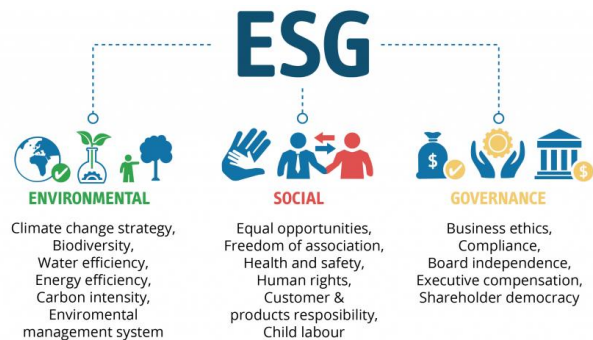 ESG
ENVIRONMENTAL
Climate change strategy,
Biodiversity,
Water efficiency,
Energy efficiency,
Carbon intensity,
Enviromental
management system
SOCIAL
Equal opportunities,
Freedom of association,
Health and safety,
Human rights,
Customer &
products resposibility,
Child labour
$
$
GOVERNANCE
Business ethics,
Compliance,
Board independence,
Executive compensation,
Shareholder democracy